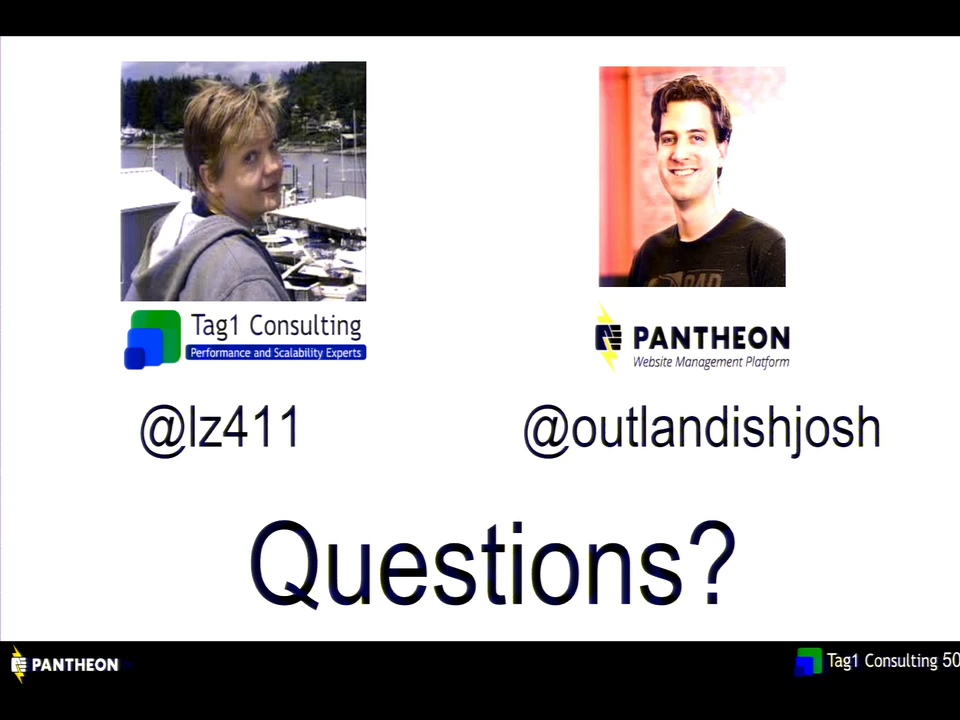 Tag1 Consulting
Performance and Scalability Experts
PANTHEON
Website Management Platform
@lz411
@outlandishjosh
Questions?
PANTHEON
Tag1 Consulting 50